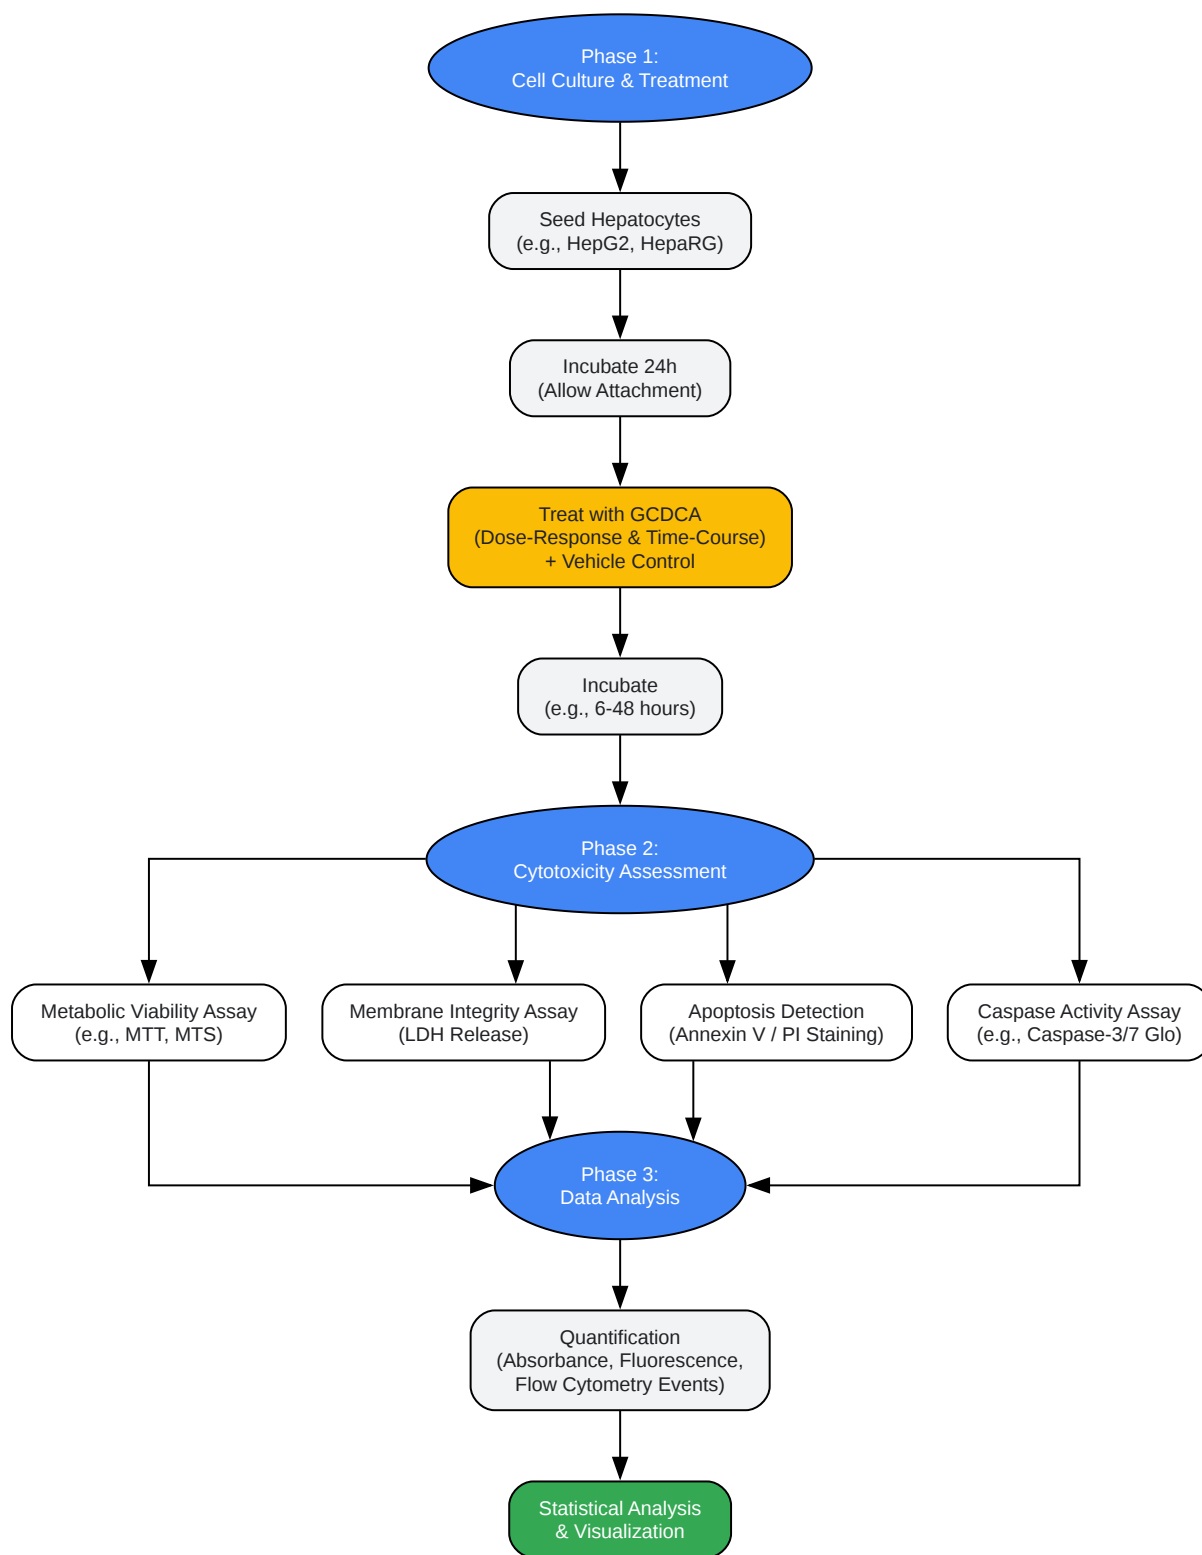 Phase 1:
Cell Culture & Treatment
Seed Hepatocytes
(e.g., HepG2, HepaRG)
Incubate 24h
(Allow Attachment)
Treat with GCDCA
(Dose-Response & Time-Course)
+ Vehicle Control
Incubate
(e.g., 6-48 hours)
Phase 2:
Cytotoxicity Assessment
Metabolic Viability Assay
(e.g., MTT, MTS)
Membrane Integrity Assay
(LDH Release)
Apoptosis Detection
(Annexin V / PI Staining)
Caspase Activity Assay
(e.g., Caspase-3/7 Glo)
Phase 3:
Data Analysis
Quantification
(Absorbance, Fluorescence,
Flow Cytometry Events)
Statistical Analysis
& Visualization